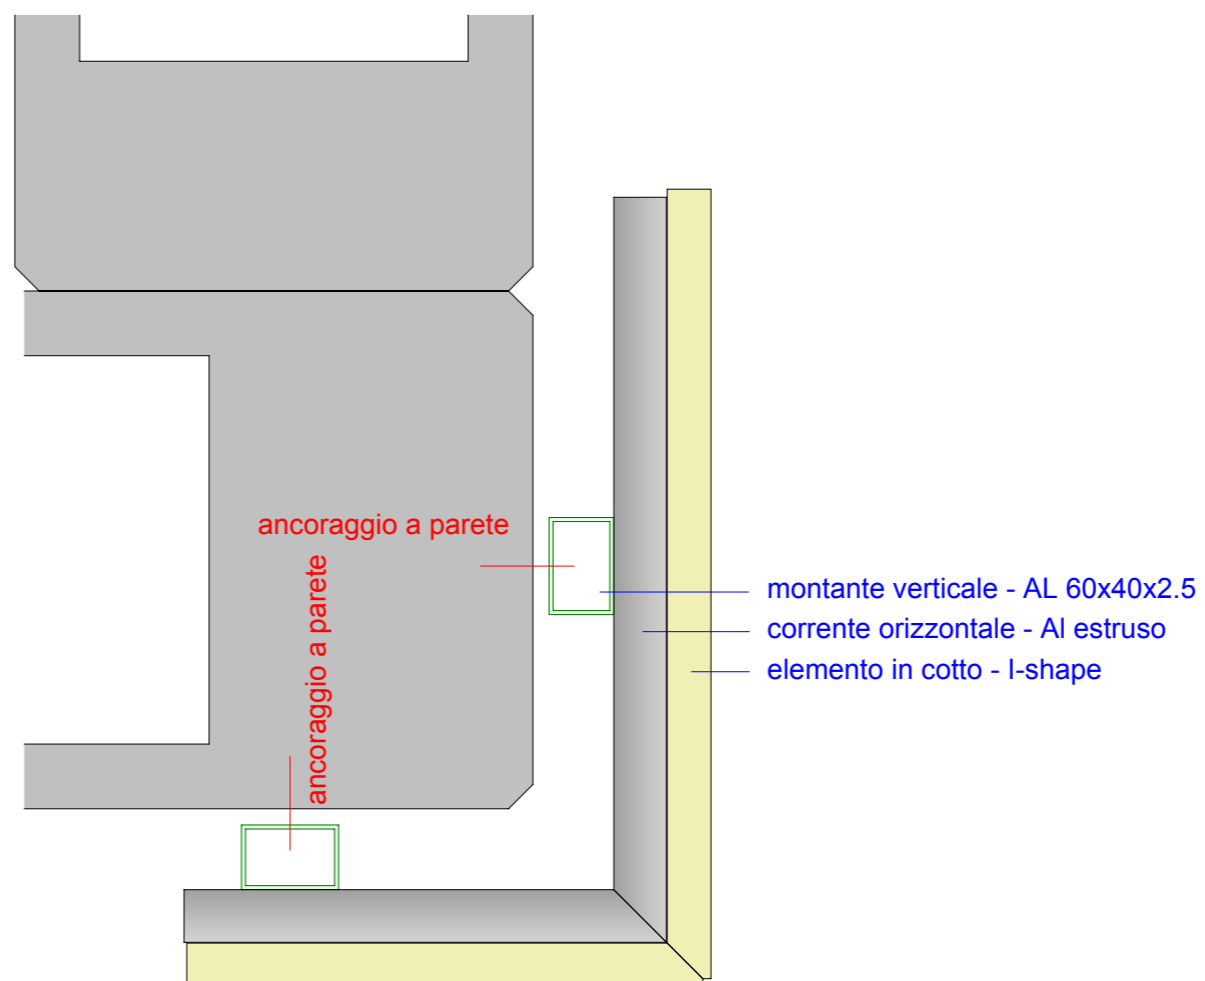 ancoraggio a parete
ancoraggio a parete
montante verticale - AL 60x40x2.5
corrente orizzontale - Al estruso
elemento in cotto - I-shape